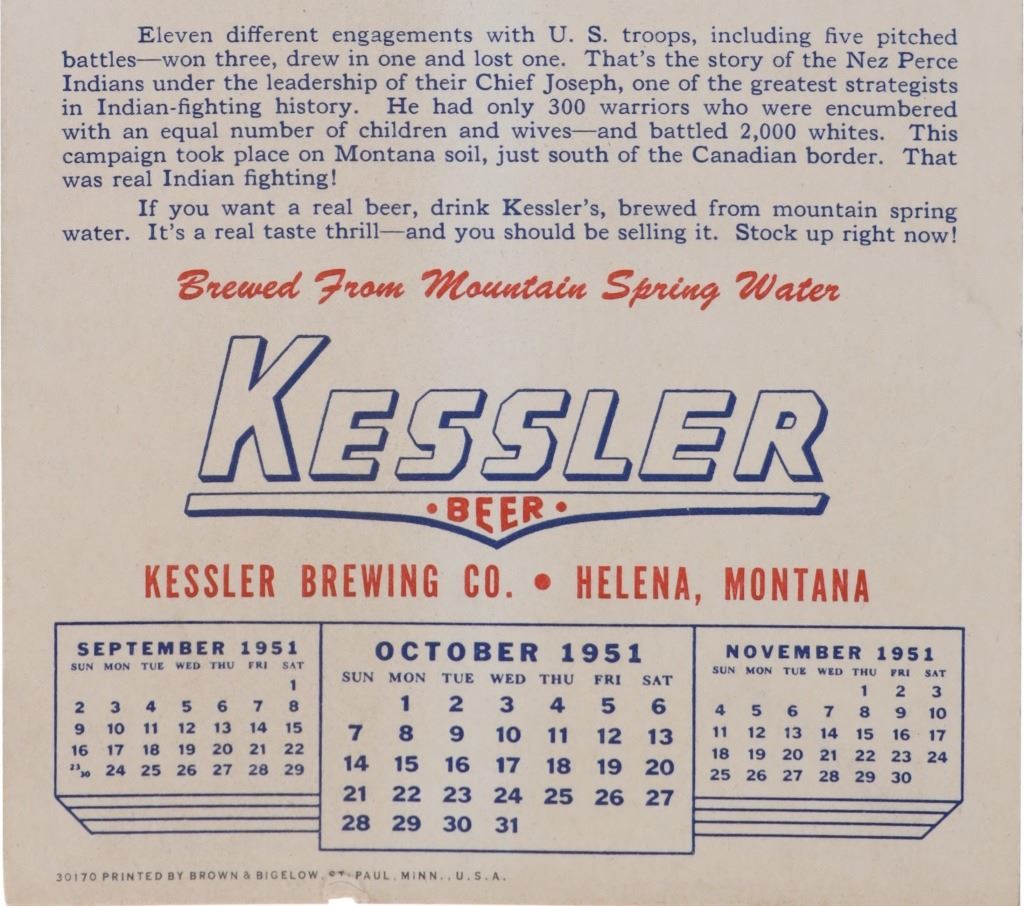 Eleven different engagements with U. S. troops, including five pitched
battles—won three, drew in one and lost one. That's the story of the Nez Perce
Indians under the leadership of their Chief Joseph, one of the greatest strategists
in Indian-fighting history. He had only 300 warriors who were encumbered
with an equal number of children and wives—and battled 2,000 whites. This
campaign took place on Montana soil, just south of the Canadian border. That
was real Indian fighting!
If you want a real beer, drink Kessler's, brewed from mountain spring
water. It's a real taste thrill—and you should be selling it. Stock up right now!
Brewed From Mountain Spring Water
KESSLER
·BEER·
KESSLER BREWING CO. • HELENA, MONTANA
SEPTEMBER 1951
SUN MON TUE WED THU FRI SAT
1
2 3 4 5 6 7 8
9 10 11 12 13 14 15
16 17 18 19 20 21 22
23/30 24 25 26 27 28 29
OCTOBER 1951
SUN MON TUE WED THU FRI SAT
1 2 3 4 5 6
7 8 9 10 11 12 13
14 15 16 17 18 19 20
21 22 23 24 25 26 27
28 29 30 31
NOVEMBER 1951
SUN MON TUE WED THU FRI SAT
1 2 3
4 5 6 7 8 9 10
11 12 13 14 15 16 17
18 19 20 21 22 23 24
25 26 27 28 29 30
30170 PRINTED BY BROWN & BIGELOW, ST. PAUL, MINN., U.S.A.